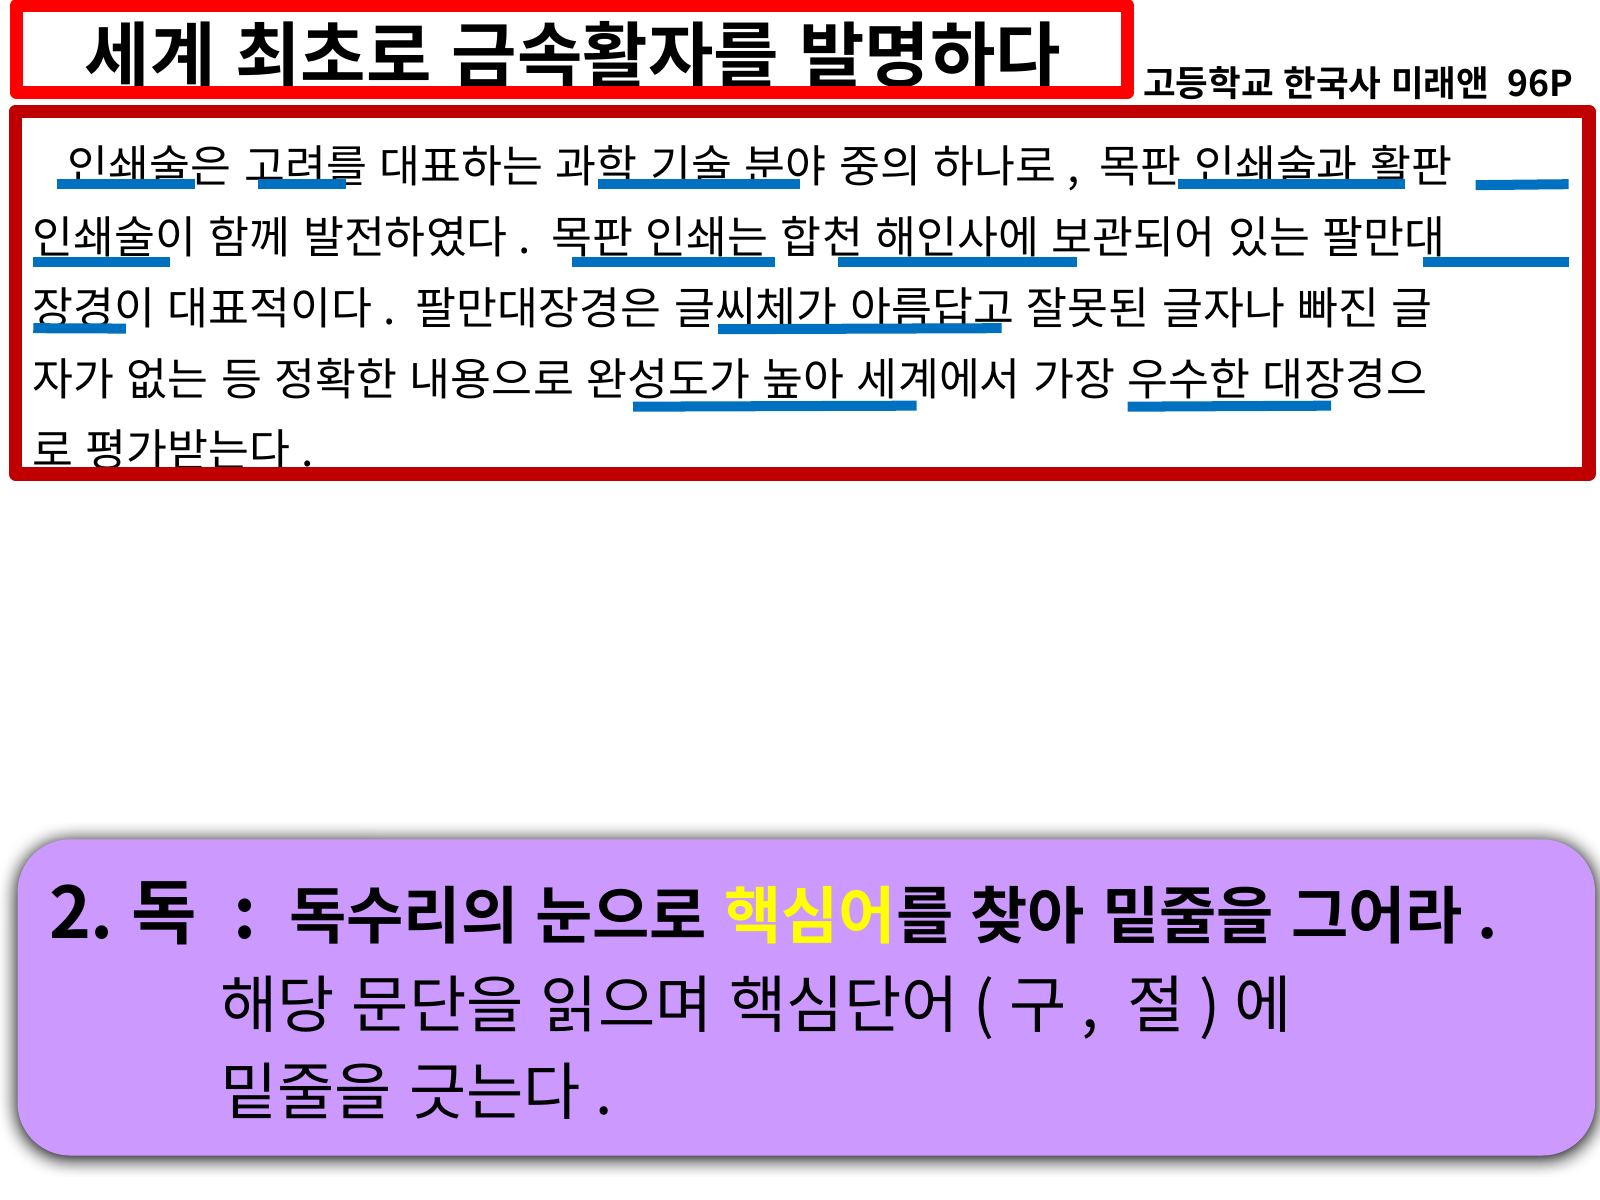 세계 최초로 금속활자를 발명하다
고등학교 한국사 미래앤 96P
인쇄술은 고려를 대표하는 과학 기술 분야 중의 하나로 , 목판 인쇄술과 활판
인쇄술이 함께 발전하였다 . 목판 인쇄는 합천 해인사에 보관되어 있는 팔만대
장경이 대표적이다 . 팔만대장경은 글씨체가 아름답고 잘못된 글자나 빠진 글
자가 없는 등 정확한 내용으로 완성도가 높아 세계에서 가장 우수한 대장경으
로 평가받는다 .
2. 독 : 독수리의 눈으로 핵심어를 찾아 밑줄을 그어라 .
해당 문단을 읽으며 핵심단어 ( 구 , 절 ) 에
밑줄을 긋는다 .